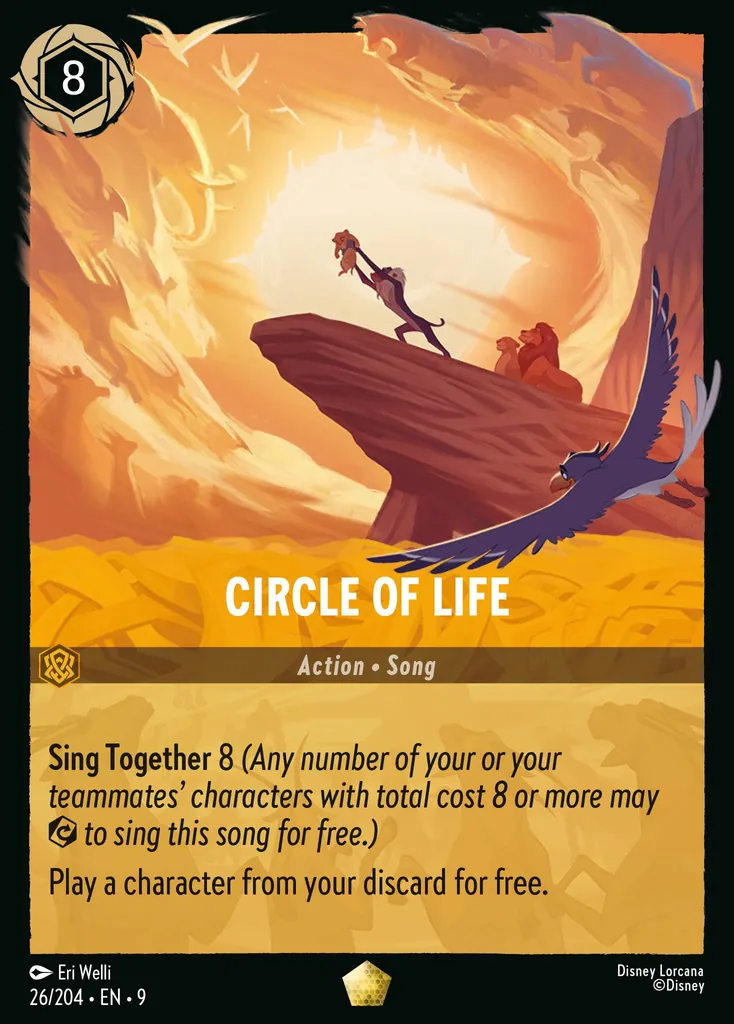 8
CIRCLE OF LIFE
Action • Song
Sing Together 8 (Any number of your or your
teammates’ characters with total cost 8 or more may
to sing this song for free.)
Play a character from your discard for free.
Eri Welli
Disney Lorcana
26/204 • EN • 9
©Disney